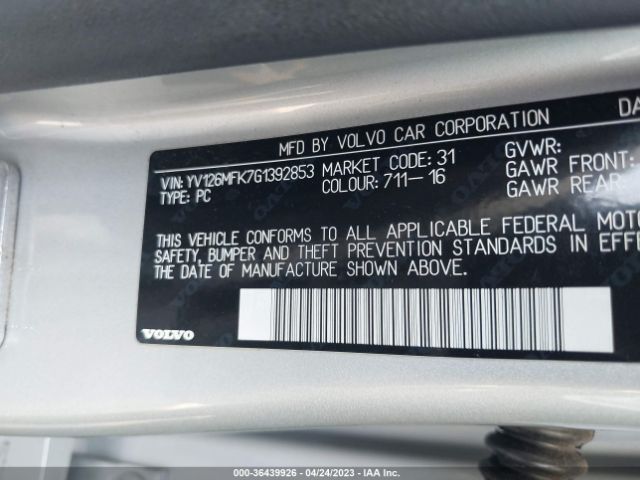 MFD BY VOLVO CAR CORPORATION DA
VIN: YV126MFK7G1392853 MARKET CODE: 31 GVWR:
TYPE: PC COLOUR: 711-16 GAWR FRONT:
GAWR REAR:
THIS VEHICLE CONFORMS TO ALL APPLICABLE FEDERAL MOTO
SAFETY, BUMPER AND THEFT PREVENTION STANDARDS IN EFFE
THE DATE OF MANUFACTURE SHOWN ABOVE.
VOLVO
000-36439926 / 04/24/2023 - IAA Inc.